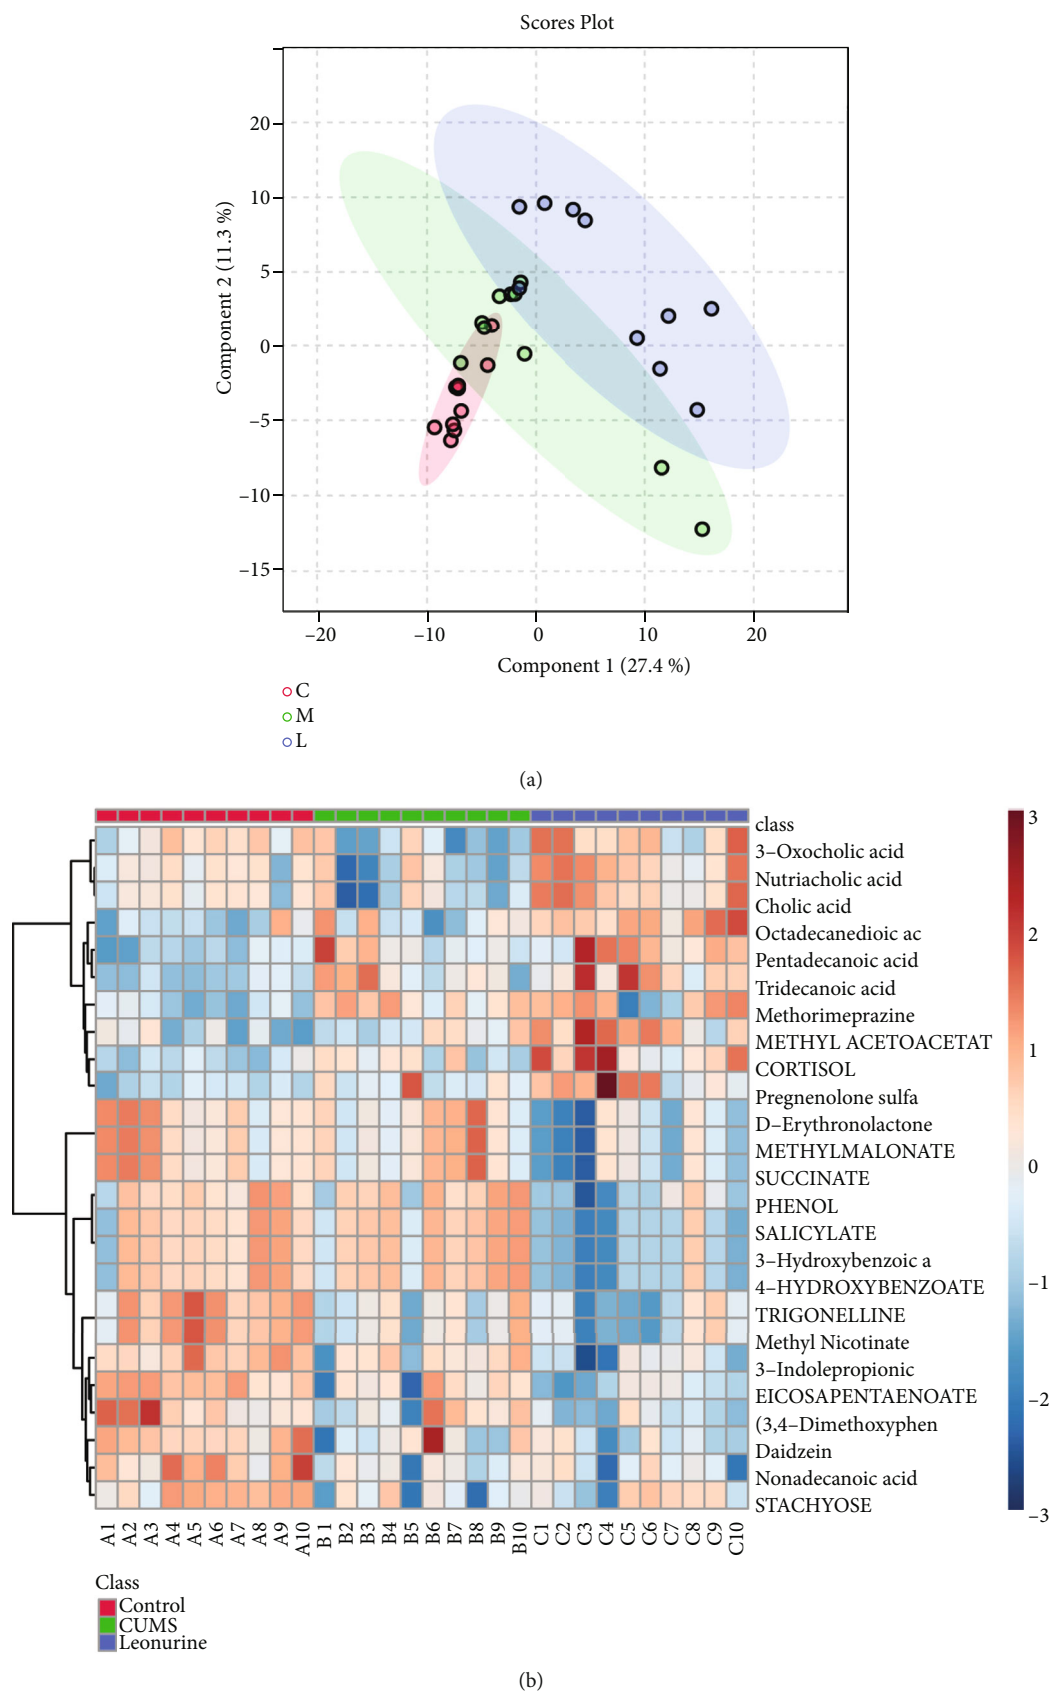 Scores Plot
20
10
5
0
−5
−10
−15
Component 2 (11.3 %)
−20
−10
0
10
20
Component 1 (27.4 %)
C
M
L
(a)
class
3−Oxocholic acid
Nutriacholic acid
Cholic acid
Octadecanedioic ac
Pentadecanoic acid
Tridecanoic acid
Methorimeprazine
METHYL ACETOACETAT
CORTISOL
Pregnenolone sulfa
D−Erythronolactone
METHYLMALONATE
SUCCINATE
PHENOL
SALICYLATE
3−Hydroxybenzoic a
4−HYDROXYBENZOATE
TRIGONELLINE
Methyl Nicotinate
3−Indolepropionic
EICOSAPENTAENOATE
(3,4−Dimethoxyphen
Daidzein
Nonadecanoic acid
STACHYOSE
3
2
1
0
−1
−2
−3
A1 A2 A3 A4 A5 A6 A7 A8 A9 A10 B 1 B2 B3 B4 B5 B6 B7 B8 B9 B10 C1 C2 C3 C4 C5 C6 C7 C8 C9 C10
Class
Control
CUMS
Leonurine
(b)